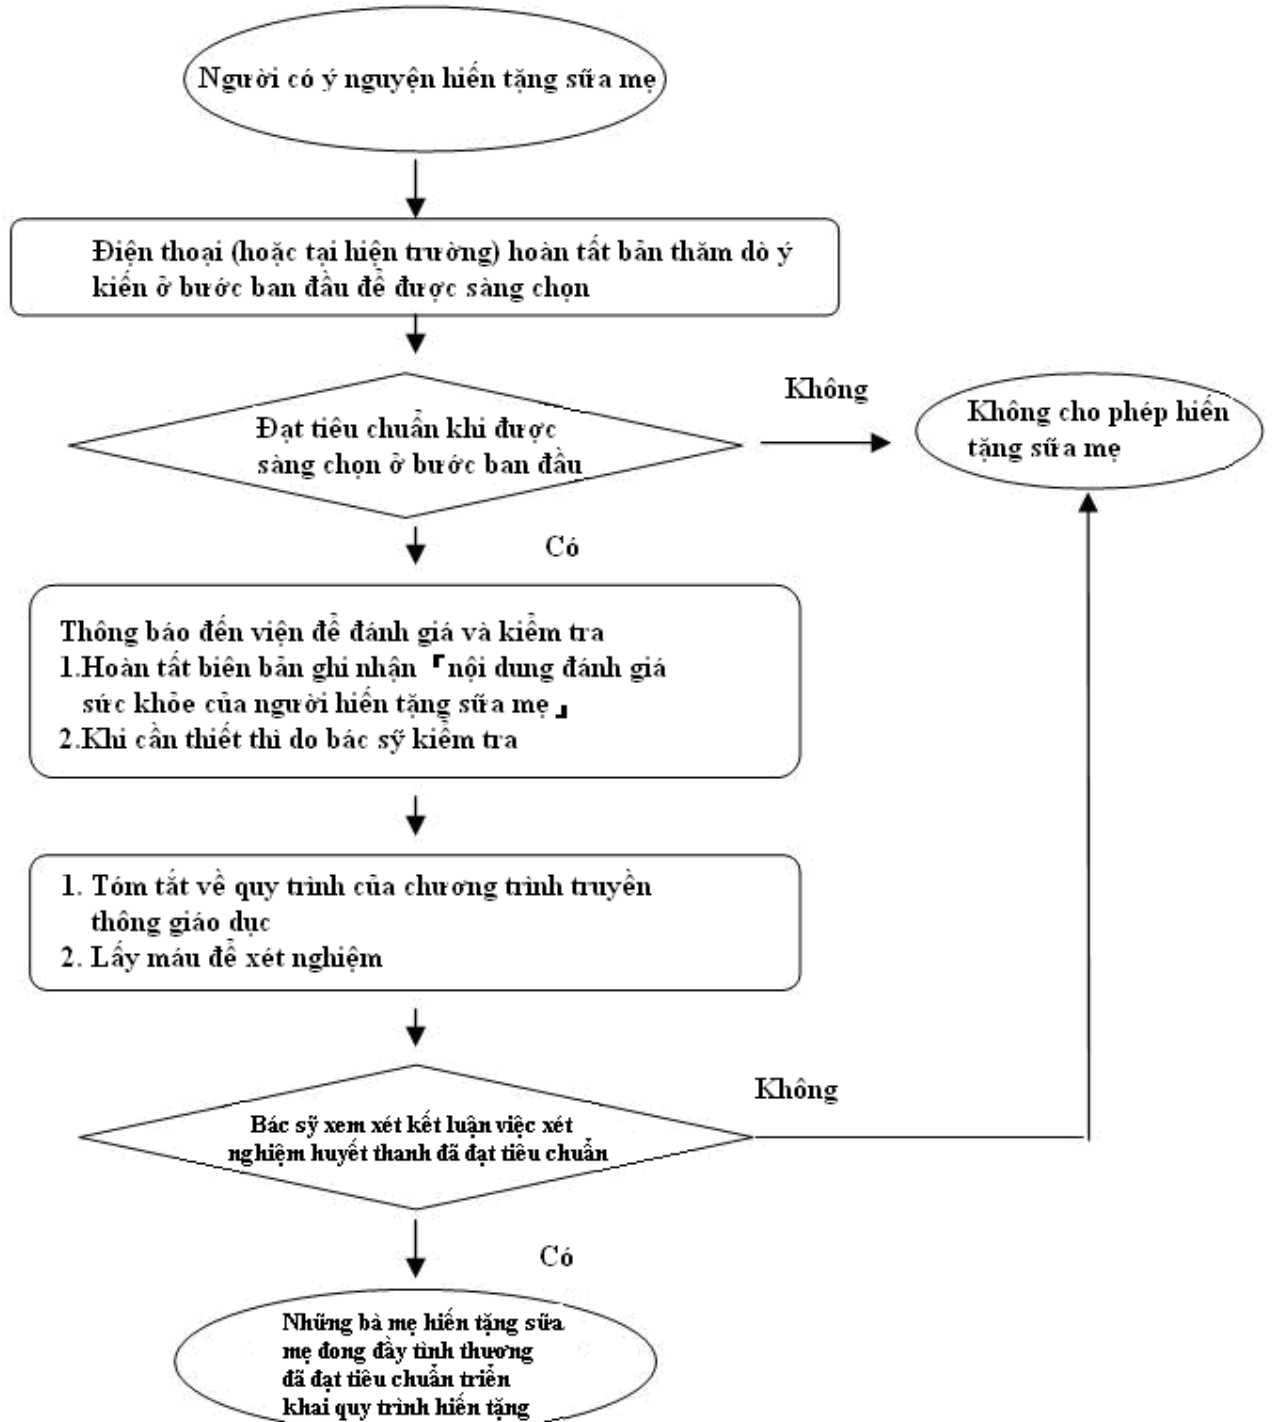 Người có ý nguyện hiến tặng sữa mẹ
Điện thoại (hoặc tại hiện trường) hoàn tất bản thăm dò ý
kiến ở bước ban đầu để được sàng chọn
Không
Đạt tiêu chuẩn khi được
sàng chọn ở bước ban đầu
Không cho phép hiến
tặng sữa mẹ
Có
Thông báo đến viện để đánh giá và kiểm tra
1.Hoàn tất biên bản ghi nhận「nội dung đánh giá
sức khỏe của người hiến tặng sữa mẹ」
2.Khi cần thiết thì do bác sỹ kiểm tra
1. Tóm tắt về quy trình của chương trình truyền
thông giáo dục
2. Lấy máu để xét nghiệm
Không
Bác sỹ xem xét kết luận việc xét
nghiệm huyết thanh đã đạt tiêu chuẩn
Có
Những bà mẹ hiến tặng sữa
mẹ đong đầy tình thương
đã đạt tiêu chuẩn triển
khai quy trình hiến tặng